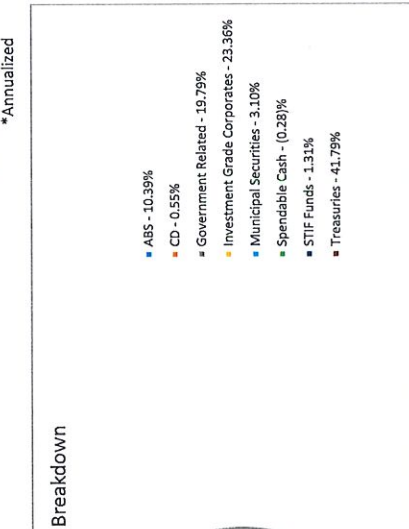 *Annualized
Breakdown
ABS - 10.39%
CD - 0.55%
Government Related - 19.79%
Investment Grade Corporates - 23.36%
Municipal Securities - 3.10%
Spendable Cash - (0.28)%
STIF Funds - 1.31%
Treasuries - 41.79%